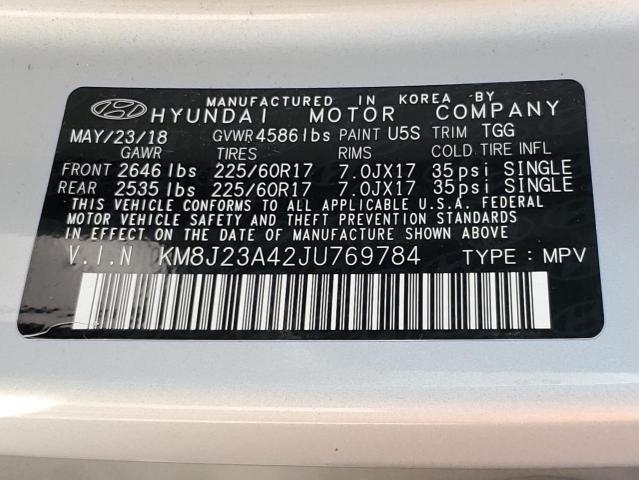 MANUFACTURED IN KOREA BY
HYUNDAI MOTOR COMPANY
MAY/23/18 GVWR 4586lbs PAINT U5S TRIM TGG
GAWR TIRES RIMS COLD TIRE INFL
FRONT 2646 lbs 225/60R17 7.0JX17 35psi SINGLE
REAR 2535 lbs 225/60R17 7.0JX17 35psi SINGLE
THIS VEHICLE CONFORMS TO ALL APPLICABLE U.S.A. FEDERAL
MOTOR VEHICLE SAFETY AND THEFT PREVENTION STANDARDS
IN EFFECT ON THE DATE OF MANUFACTURE SHOWN ABOVE
V.I.N KM8J23A42JU769784 TYPE : MPV